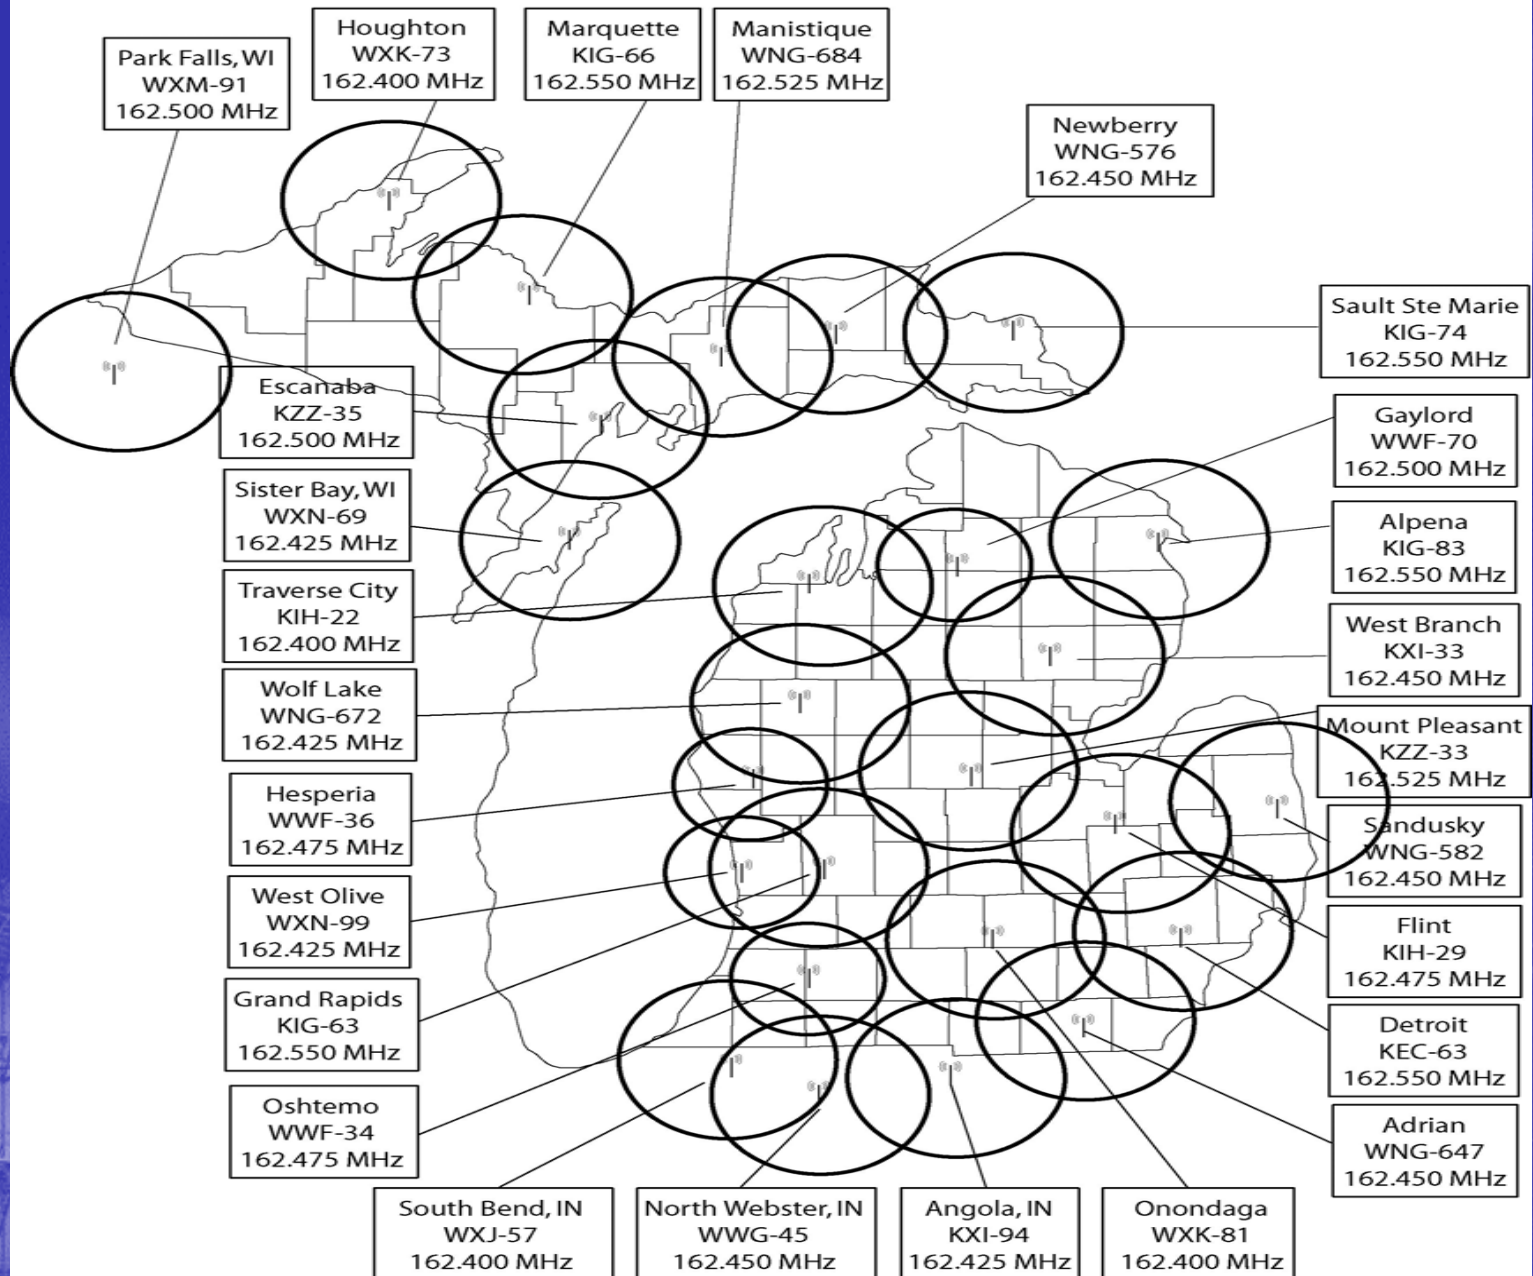 Park Falls, WI
WXM-91
162.500 MHz
Houghton
WXK-73
162.400 MHz
Marquette
KIG-66
162.550 MHz
Manistique
WNG-684
162.525 MHz
Newberry
WNG-576
162.450 MHz
Sault Ste Marie
KIG-74
162.550 MHz
Escanaba
KZZ-35
162.500 MHz
Gaylord
WWF-70
162.500 MHz
Sister Bay, WI
WXN-69
162.425 MHz
Alpena
KIG-83
162.550 MHz
Traverse City
KIH-22
162.400 MHz
West Branch
KXI-33
162.450 MHz
Wolf Lake
WNG-672
162.425 MHz
Mount Pleasant
KZZ-33
162.525 MHz
Hesperia
WWF-36
162.475 MHz
Sandusky
WNG-582
162.450 MHz
West Olive
WXN-99
162.425 MHz
Flint
KIH-29
162.475 MHz
Grand Rapids
KIG-63
162.550 MHz
Detroit
KEC-63
162.550 MHz
Oshtemo
WWF-34
162.475 MHz
Adrian
WNG-647
162.450 MHz
South Bend, IN
WXJ-57
162.400 MHz
North Webster, IN
WWG-45
162.450 MHz
Angola, IN
KXI-94
162.425 MHz
Onondaga
WXK-81
162.400 MHz